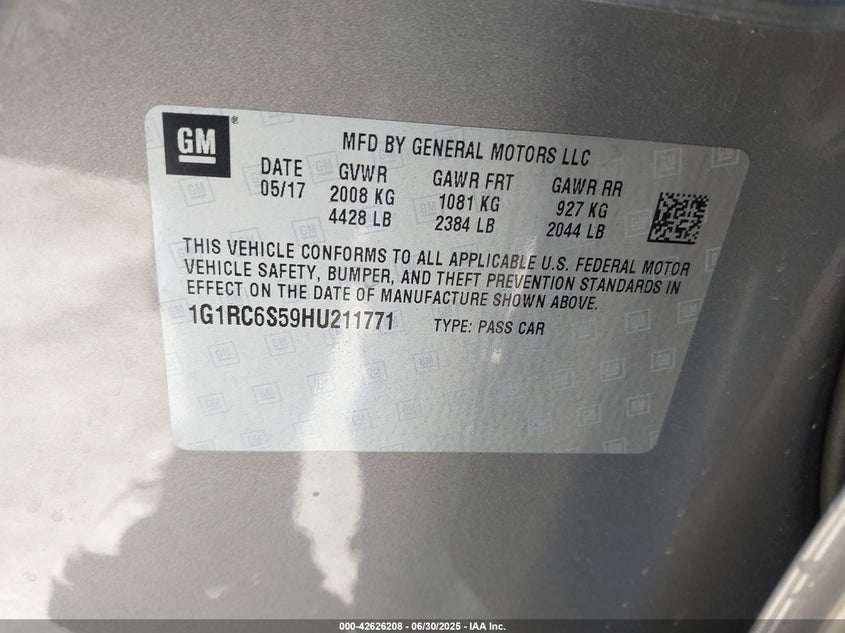 GM ®
MFD BY GENERAL MOTORS LLC
DATE GVWR GAWR FRT GAWR RR
05/17 2008 KG 1081 KG 927 KG
4428 LB 2384 LB 2044 LB
THIS VEHICLE CONFORMS TO ALL APPLICABLE U.S. FEDERAL MOTOR
VEHICLE SAFETY, BUMPER, AND THEFT PREVENTION STANDARDS IN
EFFECT ON THE DATE OF MANUFACTURE SHOWN ABOVE.
1G1RC6S59HU211771 TYPE: PASS CAR
000-42626208 - 06/30/2025 - IAA Inc.